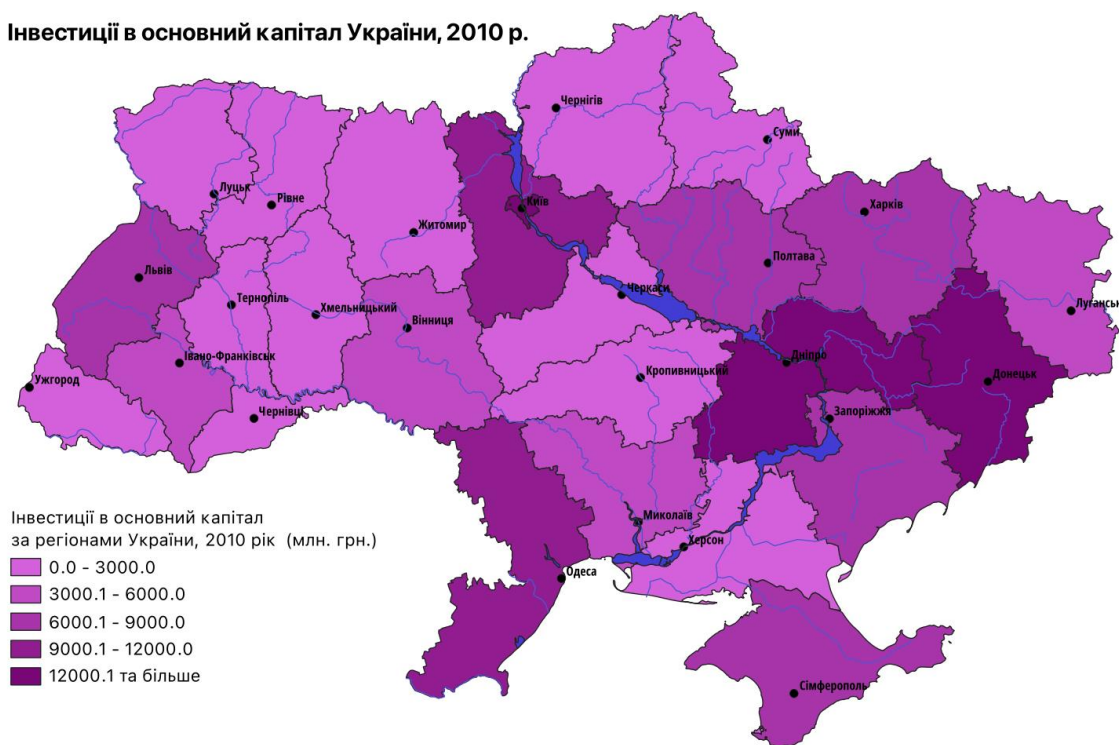 Інвестиції в основний капітал України, 2010 р.
Чернігів
Суми
Луцьк
Рівне
Київ
Харків
Житомир
Львів
Полтава
Тернопіль
Хмельницький
Черкаси
Луганськ
Вінниця
Івано-Франківськ
Дніпро
Ужгород
Кропивницький
Донецьк
Чернівці
Запоріжжя
Миколаїв
Херсон
Одеса
Сімферополь
Інвестиції в основний капітал
за регіонами України, 2010 рік (млн. грн.)
0.0 - 3000.0
3000.1 - 6000.0
6000.1 - 9000.0
9000.1 - 12000.0
12000.1 та більше